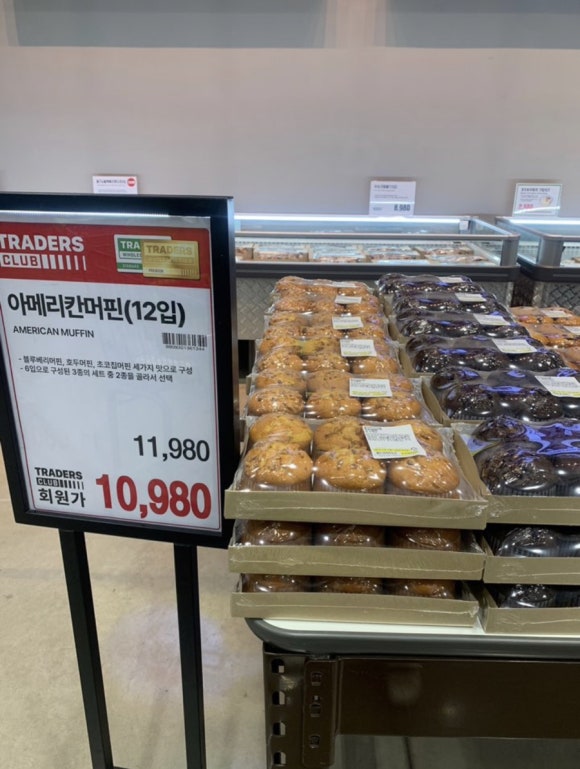 TRADERS
CLUB
TRADERS
아메리칸머핀(12입)
AMERICAN MUFFIN
- 블루베리머핀, 호두머핀, 초코칩머핀 세가지 맛으로 구성
- 6입으로 구성된 3종의 세트 중 2종을 골라서 선택
11,980
TRADERS
CLUB
회원가
10,980
8,980